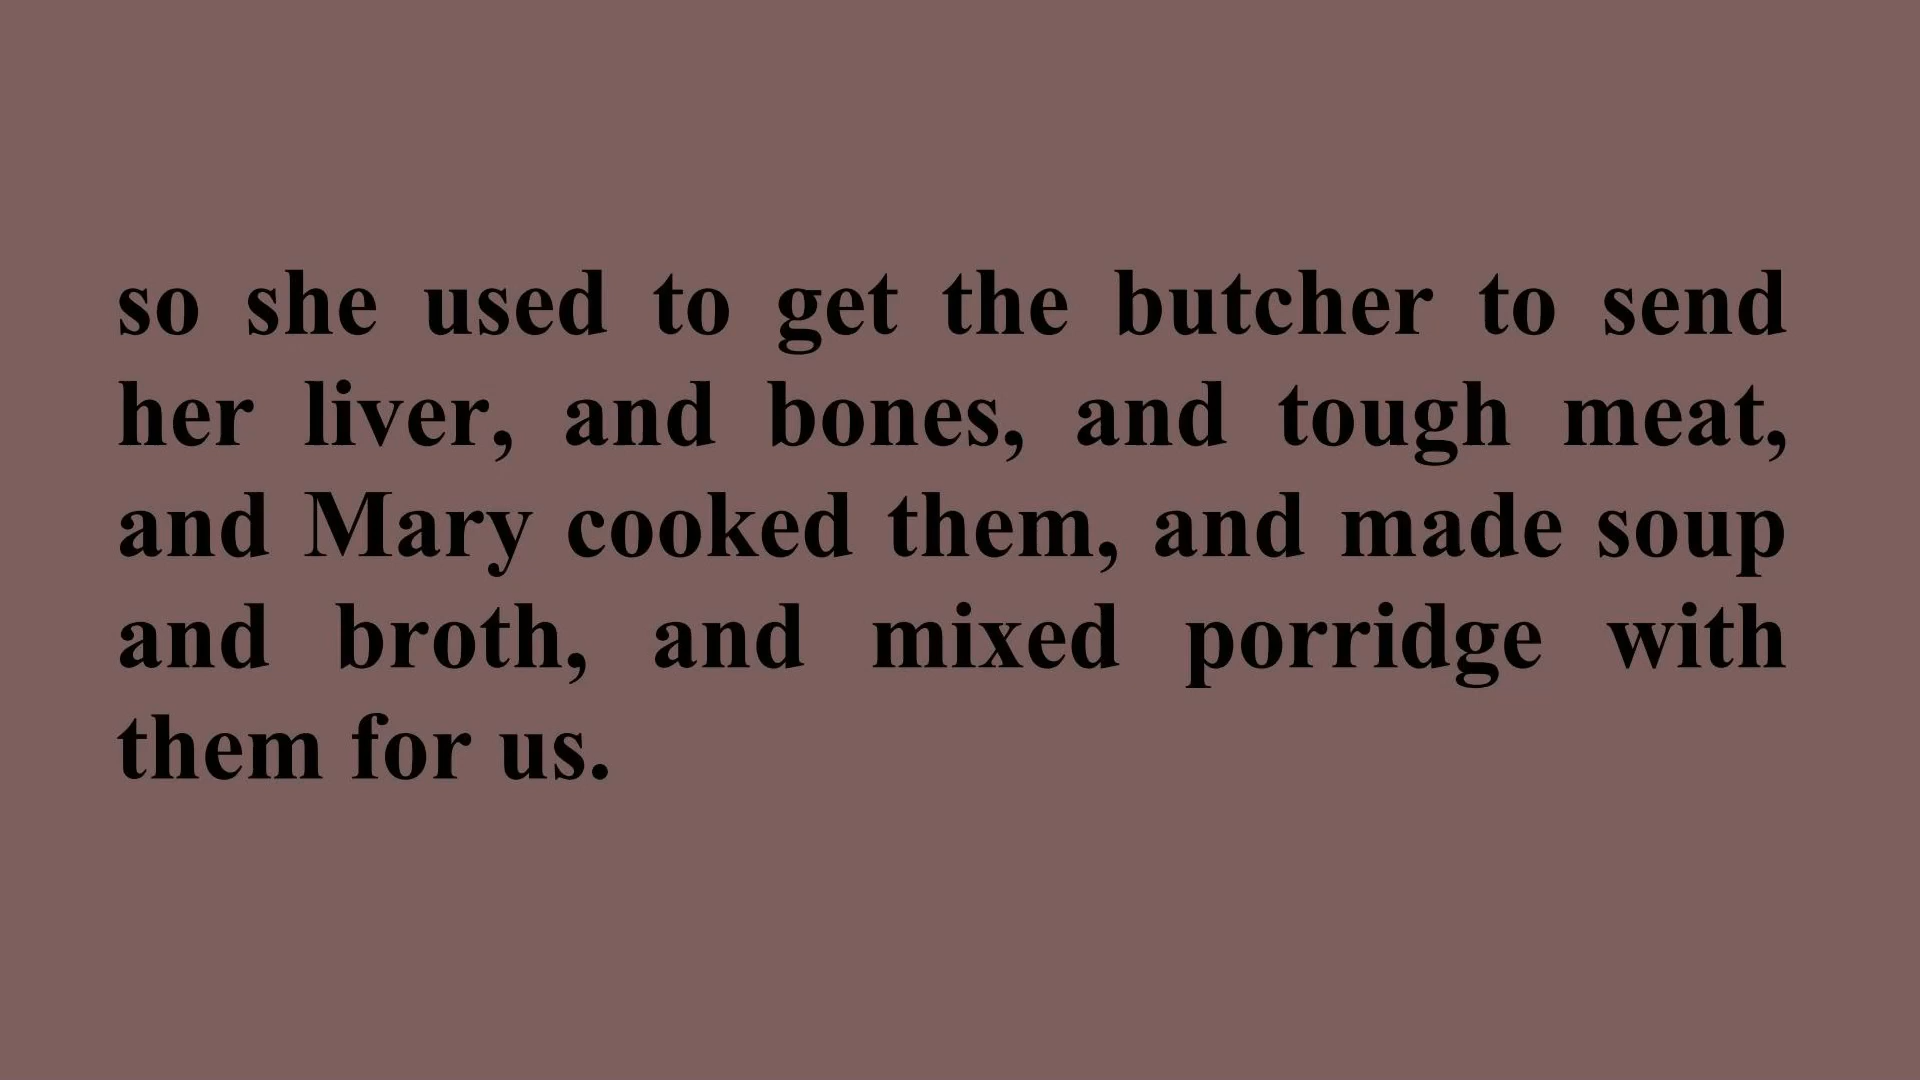 so she used to get the butcher to send
her liver, and bones, and tough meat,
and Mary cooked them, and made soup
and broth, and mixed porridge with
them for us.